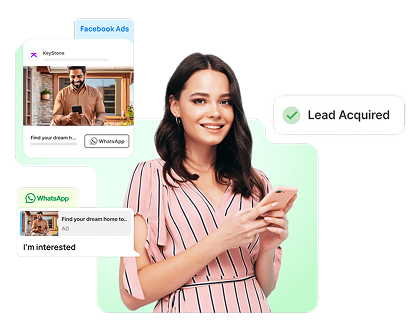 Facebook Ads
KeyStone
Find your dream h...
WhatsApp
Lead Acquired
WhatsApp
Find your dream home to..
AD
I'm interested